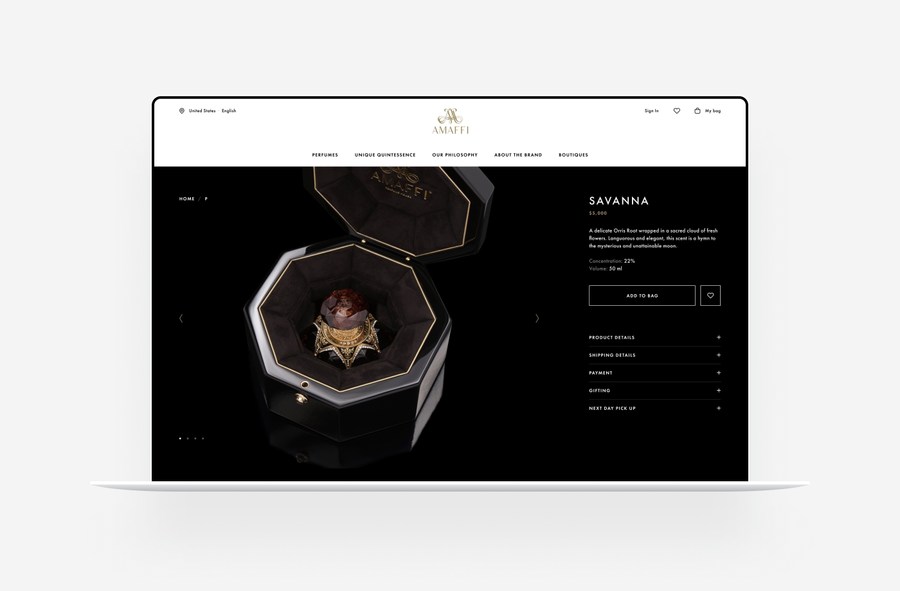 United States English
Sign In
My bag
AMAFFI
PERFUMES UNIQUE QUINTESSENCE OUR PHILOSOPHY ABOUT THE BRAND BOUTIQUES
AMAFFI
HOME / P
SAVANNA
$5,000
A delicate Orris Root wrapped in a sacred cloud of fresh
flowers. Languorous and elegant, this scent is a hymn to
the mysterious and unattainable moon.
Concentration: 22%
Volume: 50 ml
ADD TO BAG
PRODUCT DETAILS +
SHIPPING DETAILS +
PAYMENT +
GIFTING +
NEXT DAY PICK UP +